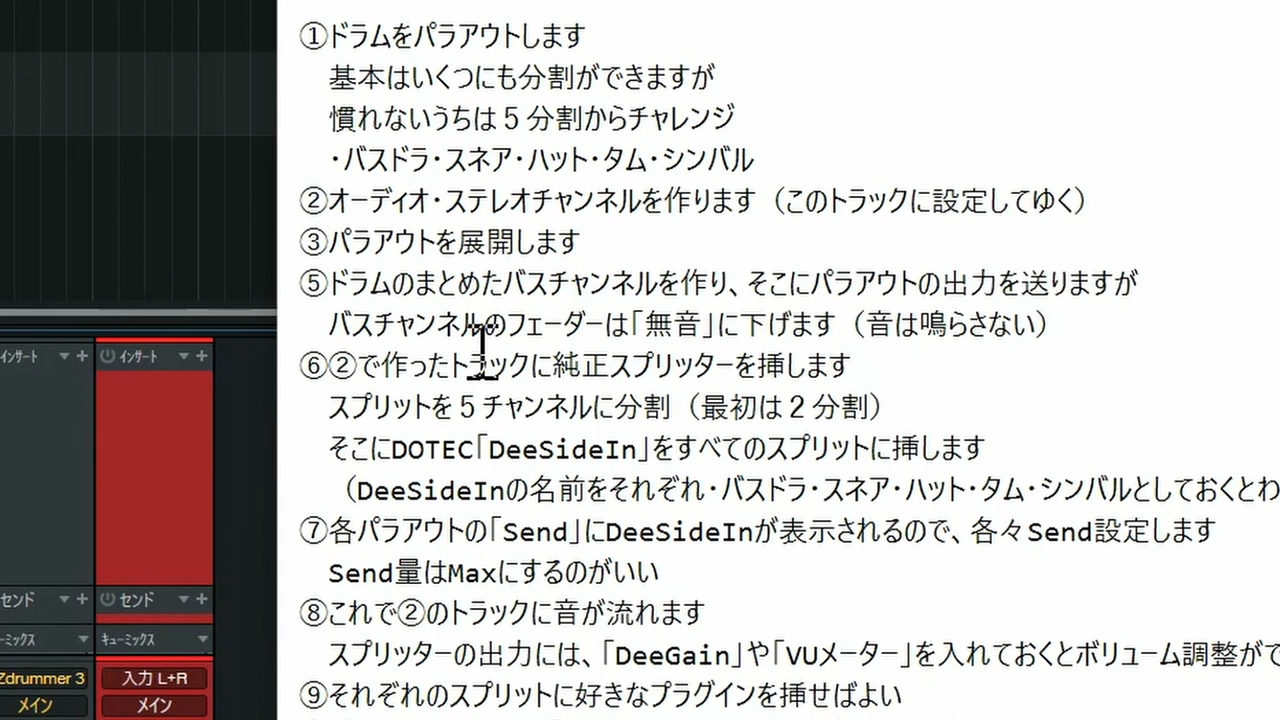 ①ドラムをパラアウトします
基本はいくつにも分割ができますが
慣れないうちは５分割からチャレンジ
・バスドラ・スネア・ハット・タム・シンバル
②オーディオ・ステレオチャンネルを作ります（このトラックに設定してゆく）
③パラアウトを展開します
⑤ドラムのまとめたバスチャンネルを作り、そこにパラアウトの出力を送りますが
バスチャンネルのフェーダーは「無音」に下げます（音は鳴らさない）
⑥②で作ったトラックに純正スプリッターを挿します
スプリットを５チャンネルに分割（最初は２分割）
そこにDOTEC「DeeSideIn」をすべてのスプリットに挿します
（DeeSideInの名前をそれぞれ・バスドラ・スネア・ハット・タム・シンバルとしておくとわ
⑦各パラアウトの「Send」にDeeSideInが表示されるので、各々Send設定します
Send量はMaxにするのがいい
⑧これで②のトラックに音が流れます
スプリッターの出力には、「DeeGain」や「VUメーター」を入れておくとボリューム調整がで
⑨それぞれのスプリットに好きなプラグインを挿せばよい
インサート インサート
センド センド
ーミックス キューミックス
Zdrummer 3 入力 L+R
メイン メイン